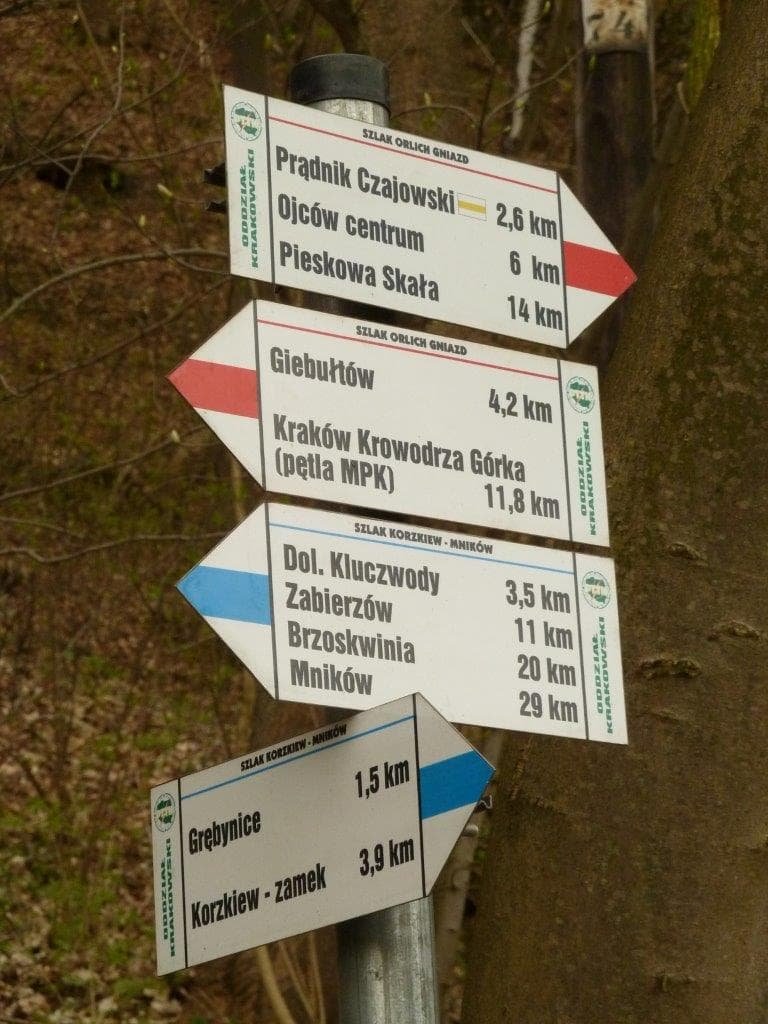 74
SZLAK ORLICH GNIAZD
Prądnik Czajowski 2,6 km
Ojców centrum 6 km
Pieskowa Skała 14 km
ODDZIAŁ
KRAKOWSKI
SZLAK ORLICH GNIAZD
Giebułtów 4,2 km
Kraków Krowodrza Górka
(pętla MPK) 11,8 km
ODDZIAŁ
KRAKOWSKI
SZLAK KORZKIEW - MNIKÓW
Dol. Kluczwody 3,5 km
Zabierzów 11 km
Brzoskwinia 20 km
Mników 29 km
ODDZIAŁ
KRAKOWSKI
SZLAK KORZKIEW - MNIKÓW
Grębynice 1,5 km
Korzkiew - zamek 3,9 km
ODDZIAŁ
KRAKOWSKI